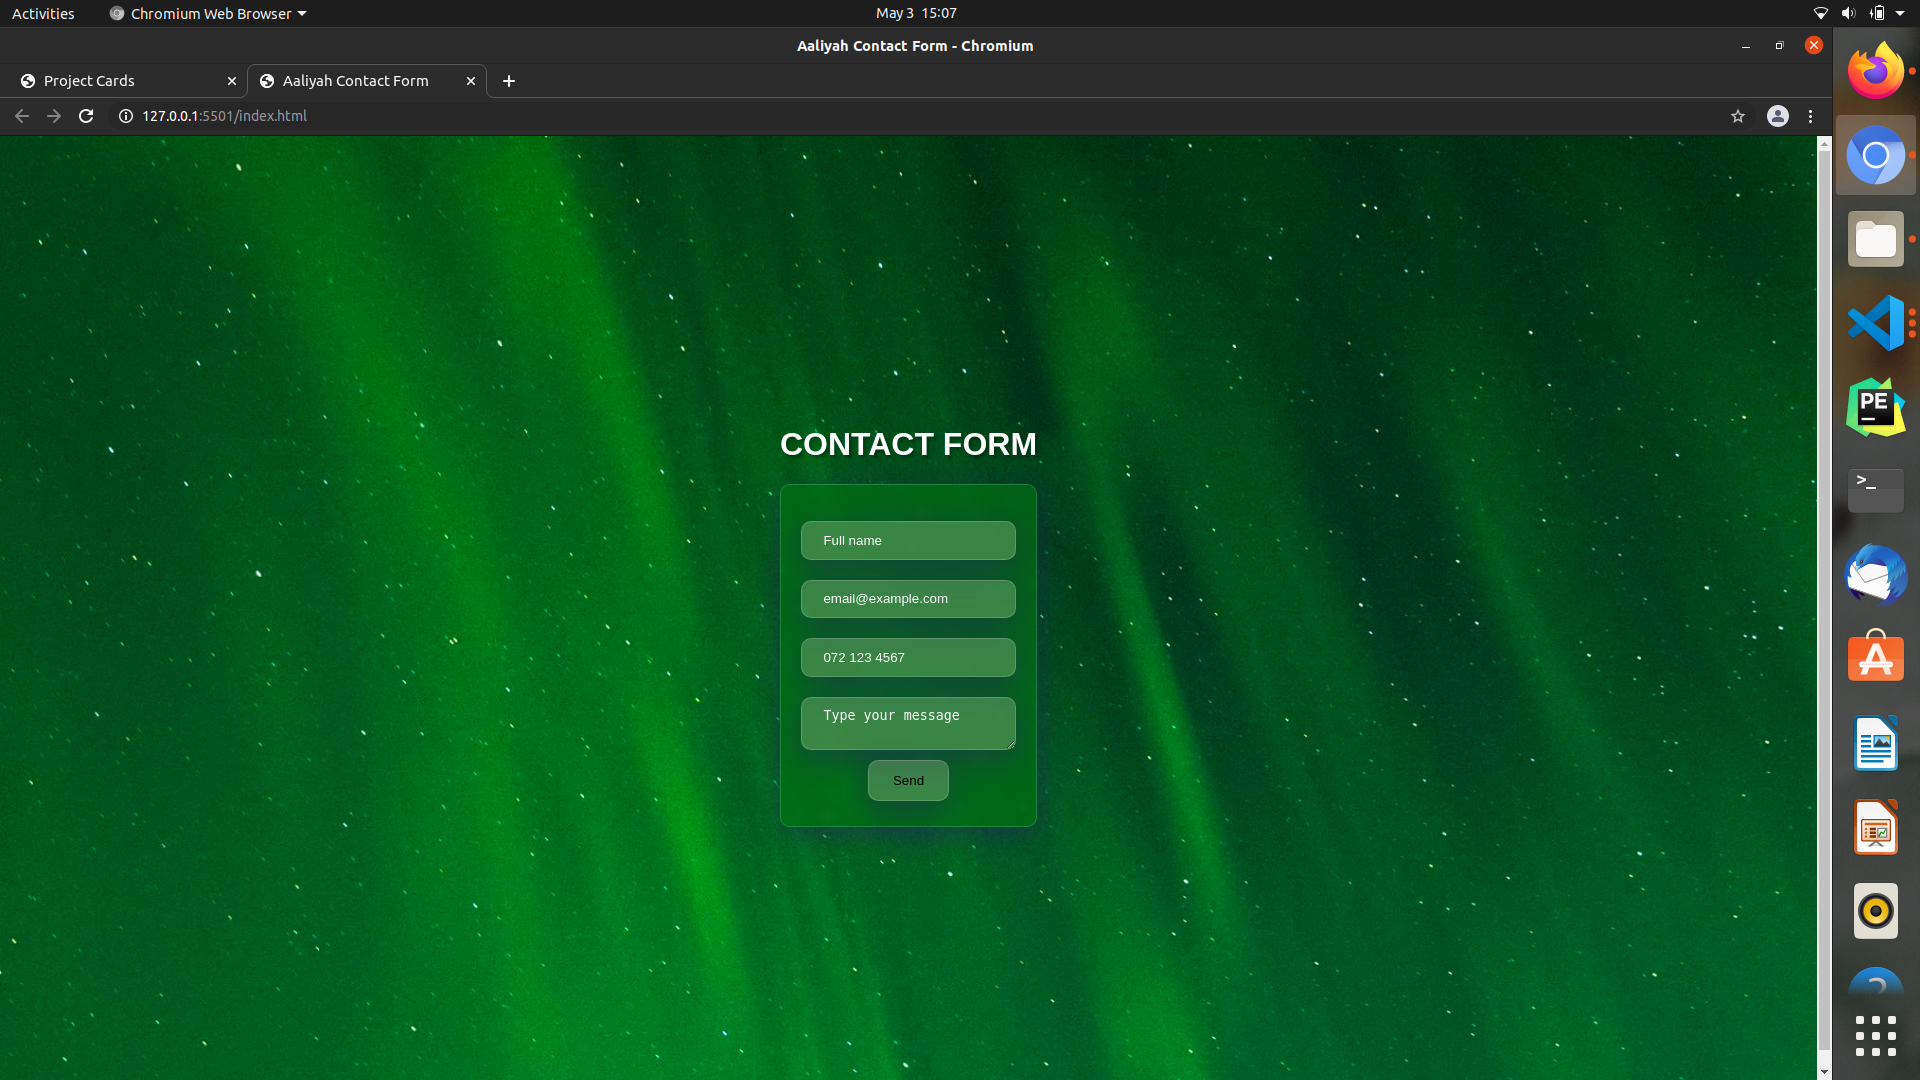 Activities
Chromium Web Browser
May 3 15:07
Aaliyah Contact Form - Chromium
Project Cards
Aaliyah Contact Form
127.0.0.1:5501/index.html
CONTACT FORM
Full name
email@example.com
072 123 4567
Type your message
Send
PE
>_
A
?